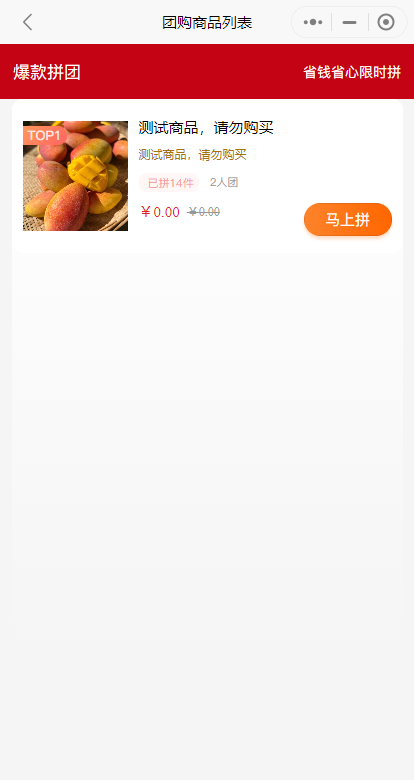 团购商品列表
爆款拼团
省钱省心限时拼
TOP1
测试商品，请勿购买
测试商品，请勿购买
已拼14件
2人团
￥0.00 ￥0.00
马上拼